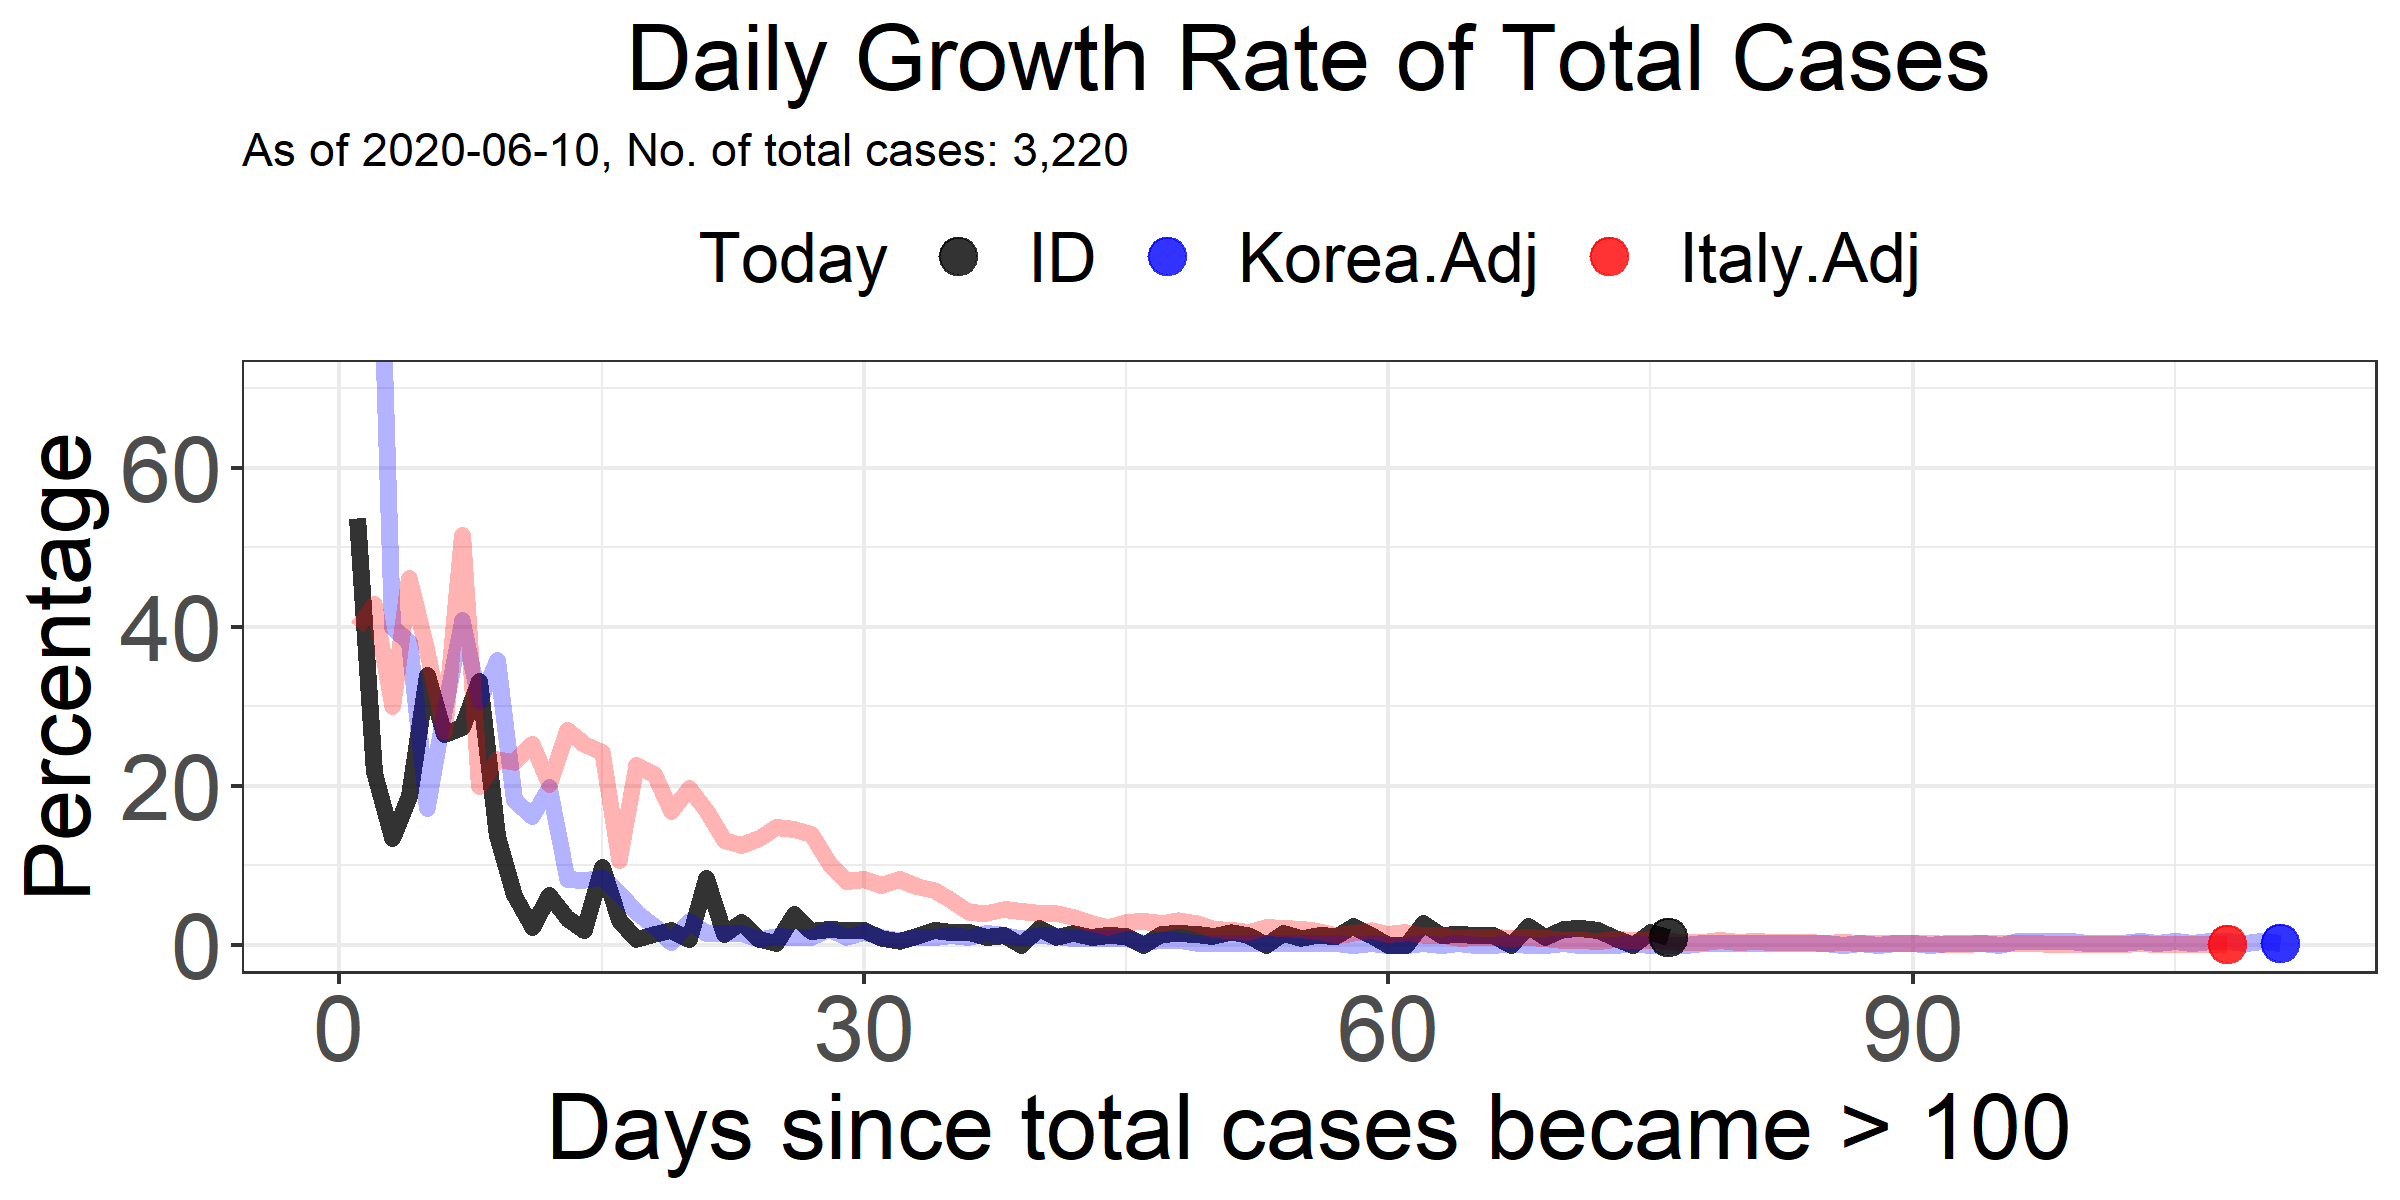 Daily Growth Rate of Total Cases
As of 2020-06-10, No. of total cases: 3,220
Today ID Korea.Adj Italy.Adj
Percentage
60
40
20
0
0 30 60 90
Days since total cases became > 100